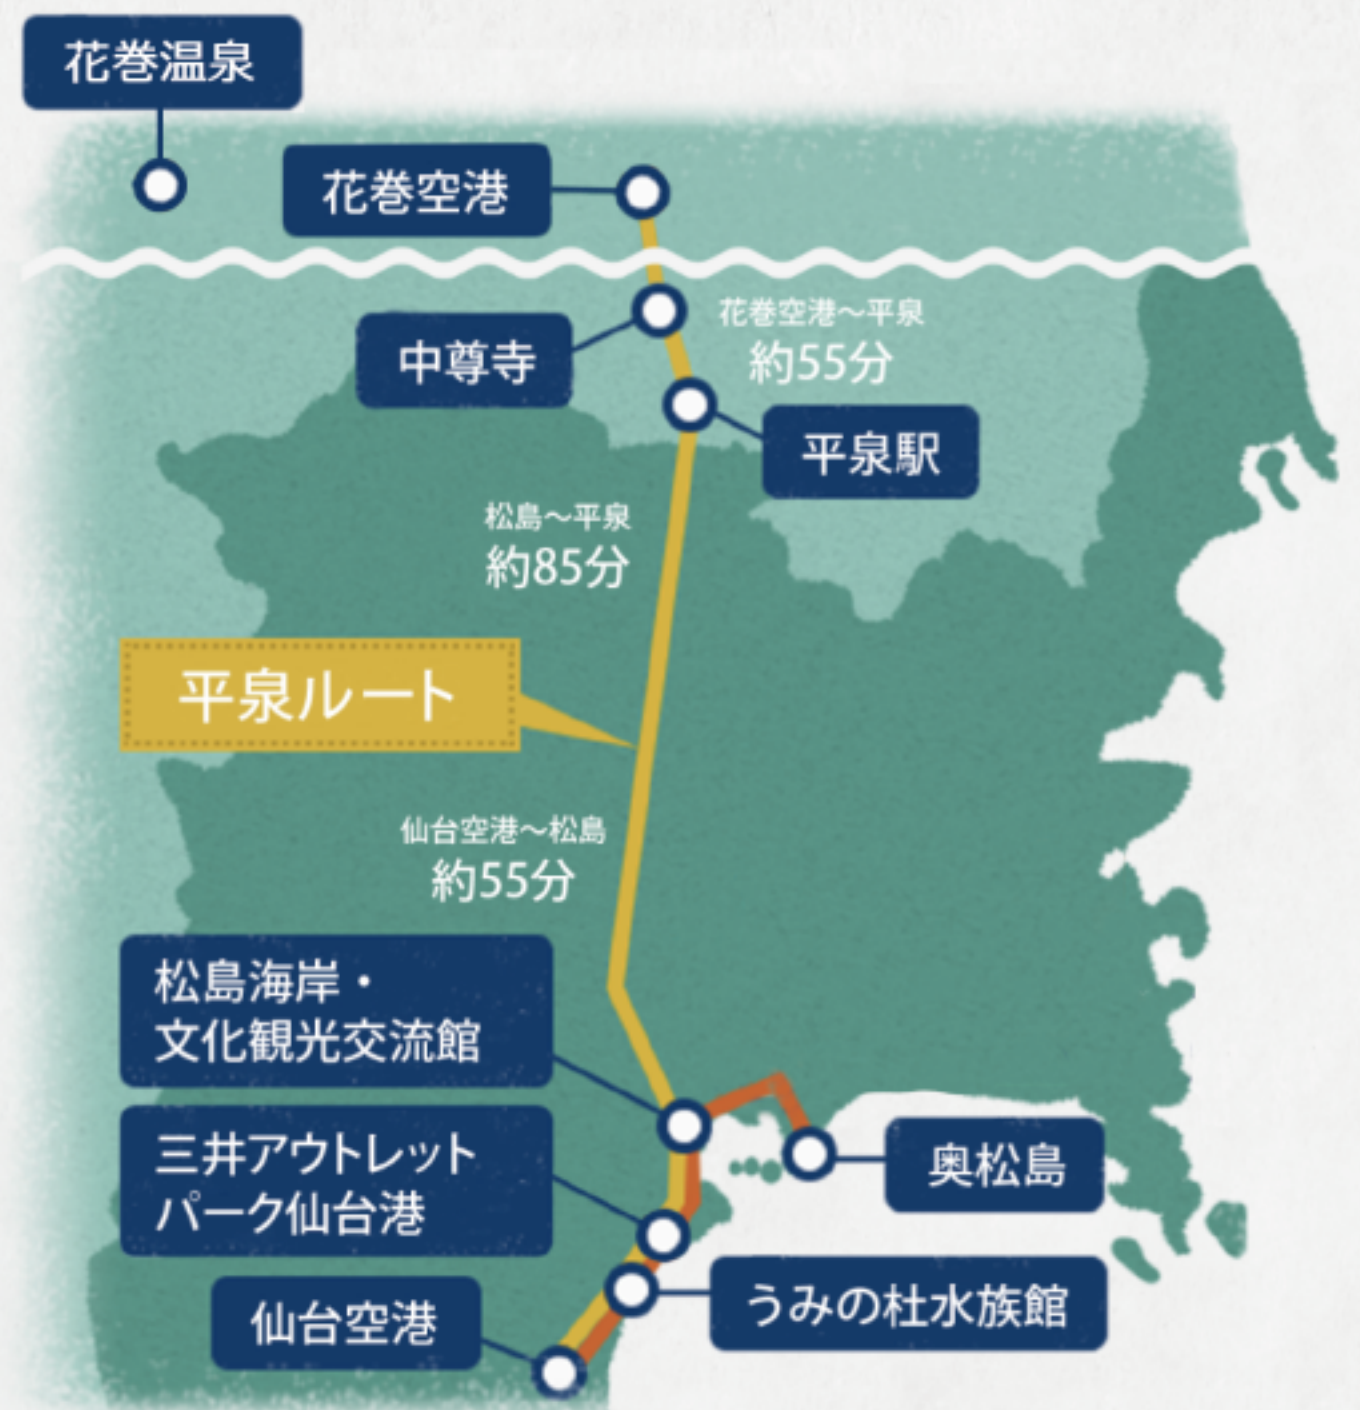 花巻温泉
花巻空港
中尊寺
花巻空港～平泉
約55分
平泉駅
松島～平泉
約85分
平泉ルート
仙台空港～松島
約55分
松島海岸・
文化観光交流館
三井アウトレット
パーク仙台港
奥松島
うみの杜水族館
仙台空港